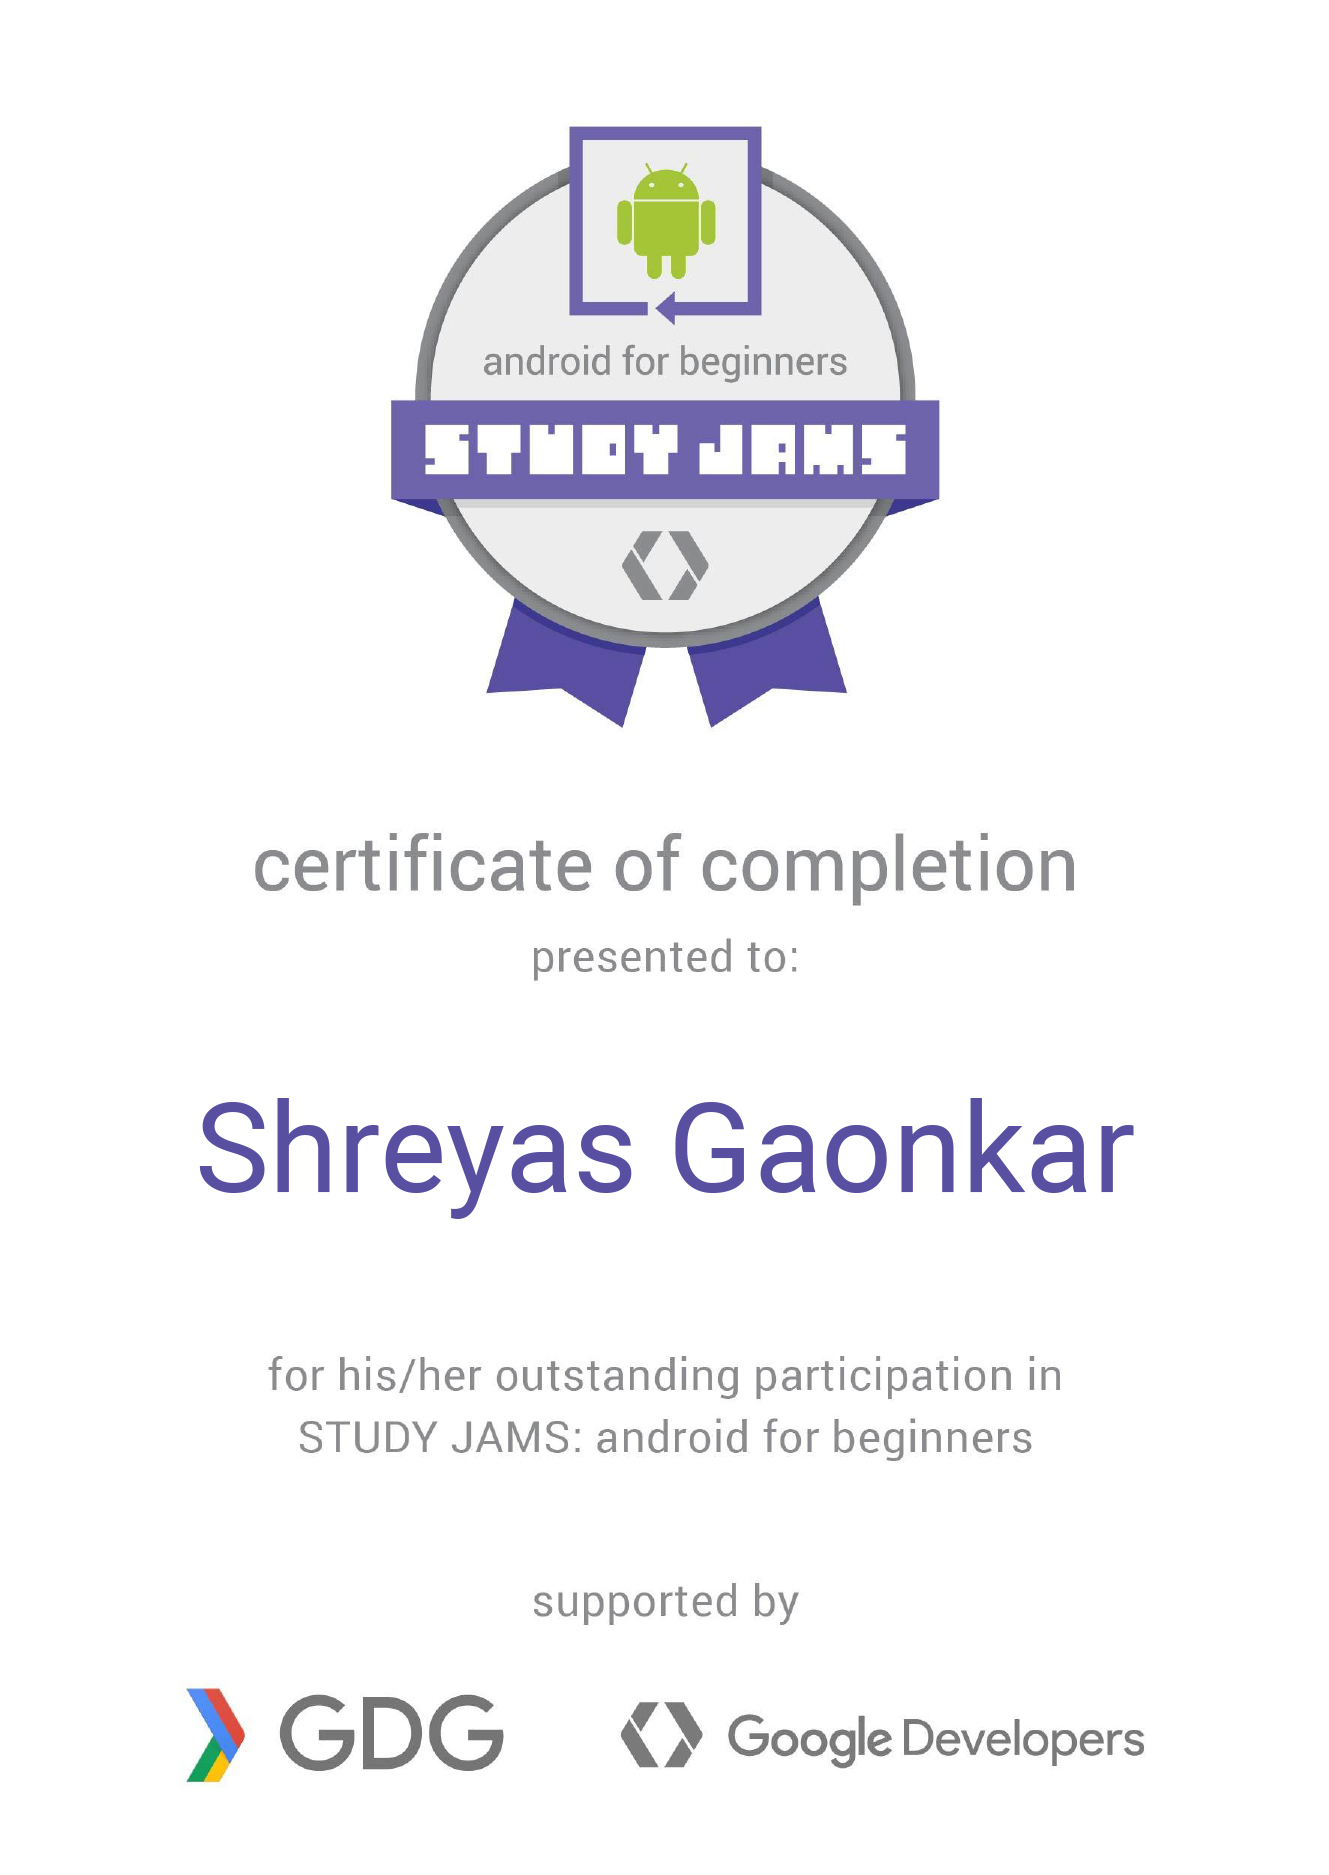 android for beginners
STUDY JAMS
certificate of completion
presented to:
Shreyas Gaonkar
for his/her outstanding participation in
STUDY JAMS: android for beginners
supported by
GDG
Google Developers